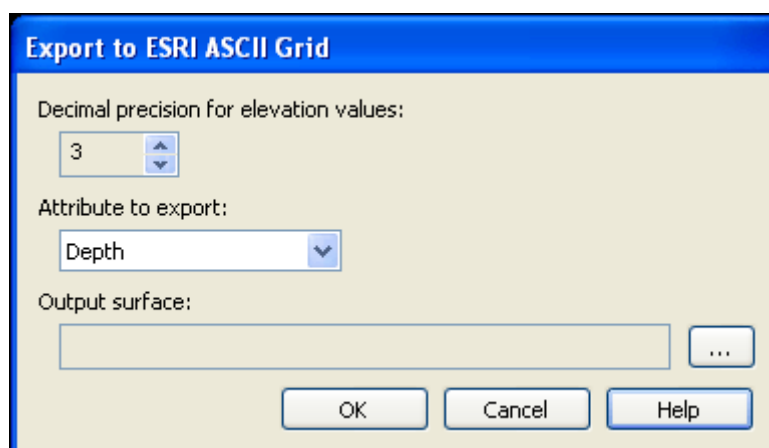 Export to ESRI ASCII Grid
Decimal precision for elevation values:
3
Attribute to export:
Depth
Output surface:
...
OK Cancel Help